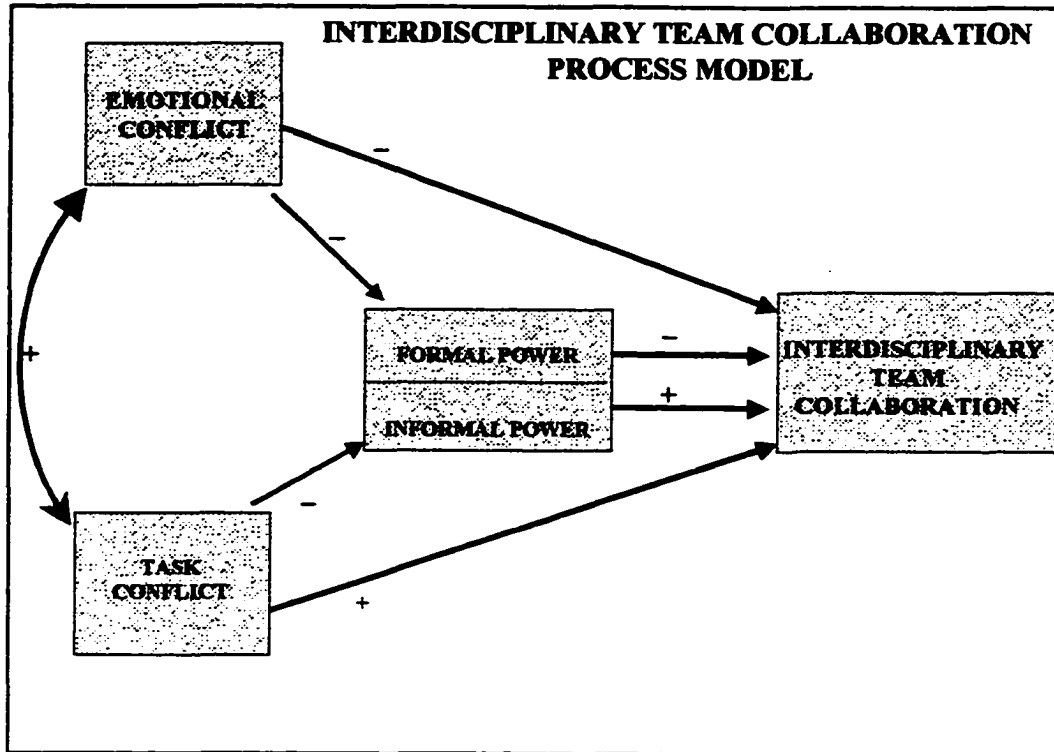 INTERDISCIPLINARY TEAM COLLABORATION
PROCESS MODEL
EMOTIONAL
CONFLICT
−
−
+
FORMAL POWER
INFORMAL POWER
−
+
INTERDISCIPLINARY
TEAM
COLLABORATION
−
TASK
CONFLICT
+